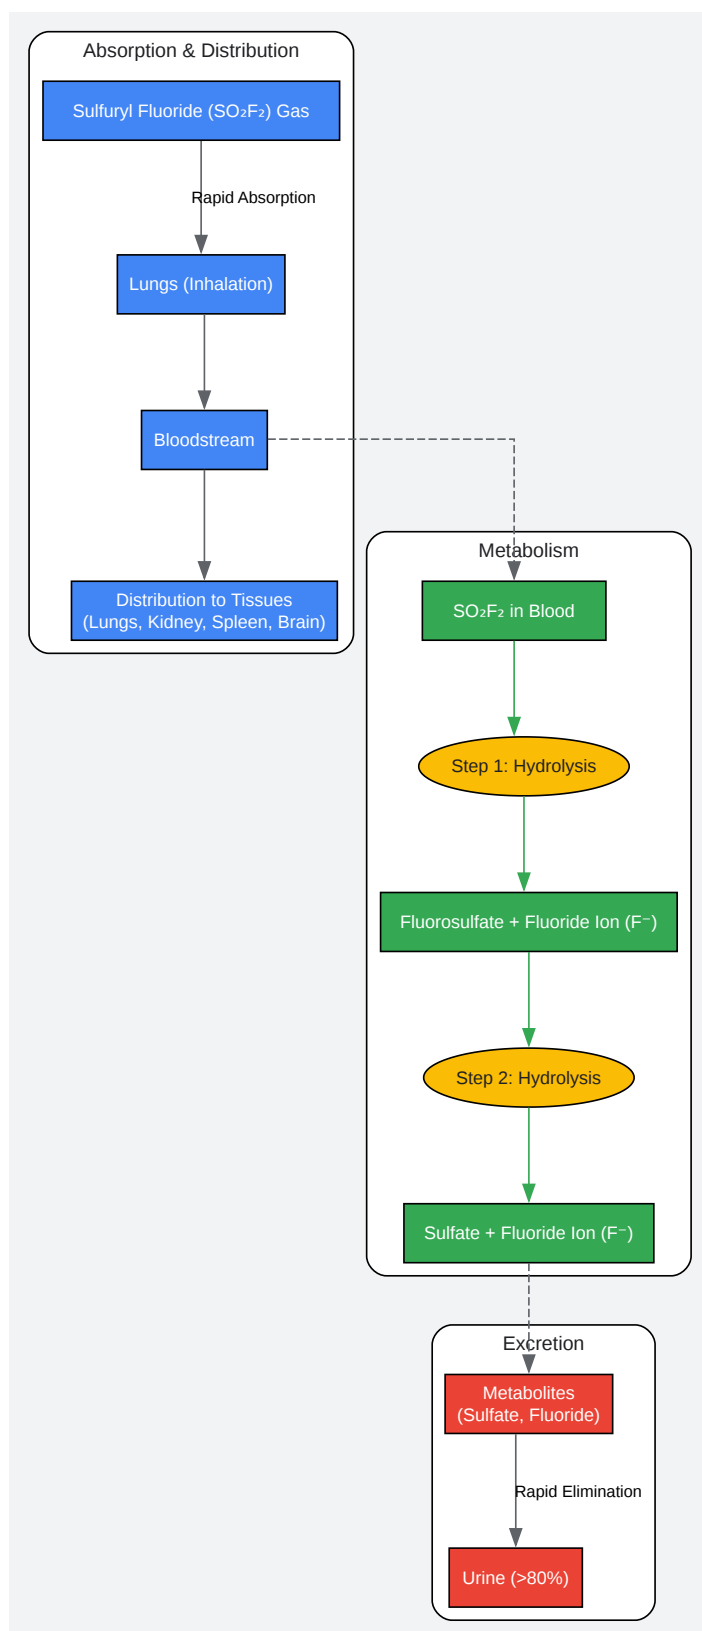 Absorption & Distribution
Sulfuryl Fluoride (SO₂F₂) Gas
Rapid Absorption
Lungs (Inhalation)
Bloodstream
Distribution to Tissues
(Lungs, Kidney, Spleen, Brain)
Metabolism
SO₂F₂ in Blood
Step 1: Hydrolysis
Fluorosulfate + Fluoride Ion (F⁻)
Step 2: Hydrolysis
Sulfate + Fluoride Ion (F⁻)
Excretion
Metabolites
(Sulfate, Fluoride)
Rapid Elimination
Urine (>80%)